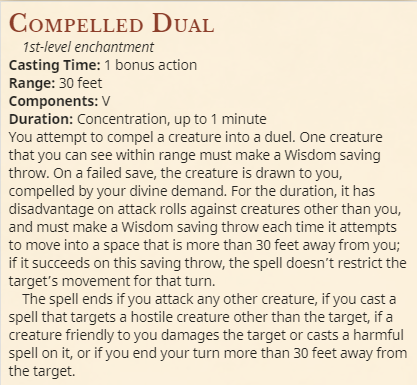 Compelled Dual
1st-level enchantment
Casting Time: 1 bonus action
Range: 30 feet
Components: V
Duration: Concentration, up to 1 minute
You attempt to compel a creature into a duel. One creature
that you can see within range must make a Wisdom saving
throw. On a failed save, the creature is drawn to you,
compelled by your divine demand. For the duration, it has
disadvantage on attack rolls against creatures other than you,
and must make a Wisdom saving throw each time it attempts
to move into a space that is more than 30 feet away from you;
if it succeeds on this saving throw, the spell doesn't restrict the
target's movement for that turn.
The spell ends if you attack any other creature, if you cast a
spell that targets a hostile creature other than the target, if a
creature friendly to you damages the target or casts a harmful
spell on it, or if you end your turn more than 30 feet away from
the target.